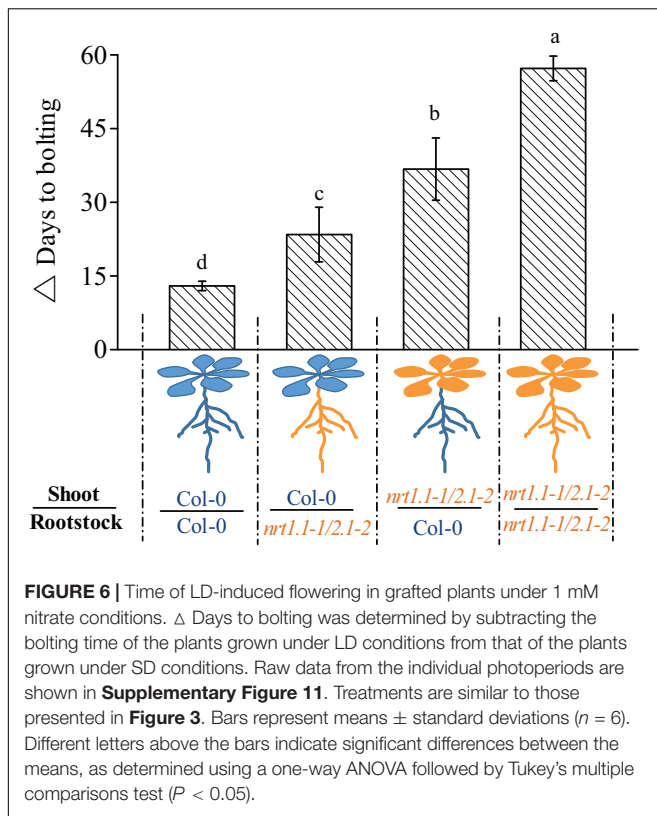 a
60
b
45
△ Days to bolting
c
30
d
15
0
Shoot Col-0 Col-0 nrt1.1-1/2.1-2 nrt1.1-1/2.1-2
Rootstock Col-0 nrt1.1-1/2.1-2 Col-0 nrt1.1-1/2.1-2
FIGURE 6 | Time of LD-induced flowering in grafted plants under 1 mM
nitrate conditions. △ Days to bolting was determined by subtracting the
bolting time of the plants grown under LD conditions from that of the plants
grown under SD conditions. Raw data from the individual photoperiods are
shown in Supplementary Figure 11. Treatments are similar to those
presented in Figure 3. Bars represent means ± standard deviations (n = 6).
Different letters above the bars indicate significant differences between the
means, as determined using a one-way ANOVA followed by Tukey's multiple
comparisons test (P < 0.05).